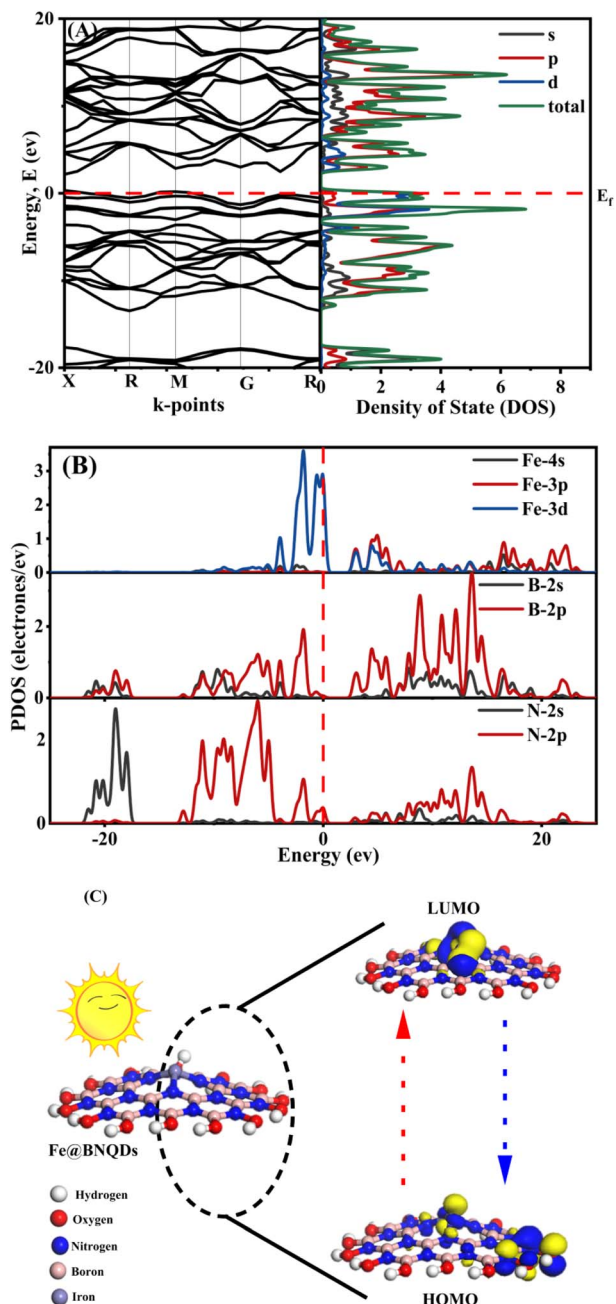 (A)
s
p
d
total
20
0
-20
Energy, E (ev)
E_f
X R M G R 0 2 4 6 8
k-points
Density of State (DOS)
(B)
Fe-4s
Fe-3p
Fe-3d
3
2
1
0
B-2s
B-2p
2
0
N-2s
N-2p
2
0
PDOS (electrones/ev)
-20 0 20
Energy (ev)
(C)
LUMO
Fe@BNQDs
Hydrogen
Oxygen
Nitrogen
Boron
Iron
HOMO